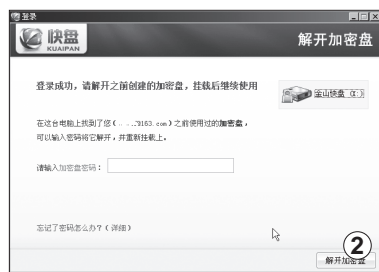 登录
快盘
KUAIPAN
解开加密盘
登录成功，请解开之前创建的加密盘，挂载后继续使用
金山快盘 (X:)
在这台电脑上找到了您(.. ...@163.com)之前使用过的加密盘，
可以输入密码将它解开，并重新挂载上。
请输入加密盘密码：
忘记了密码怎么办？(详细)
2
解开加密盘